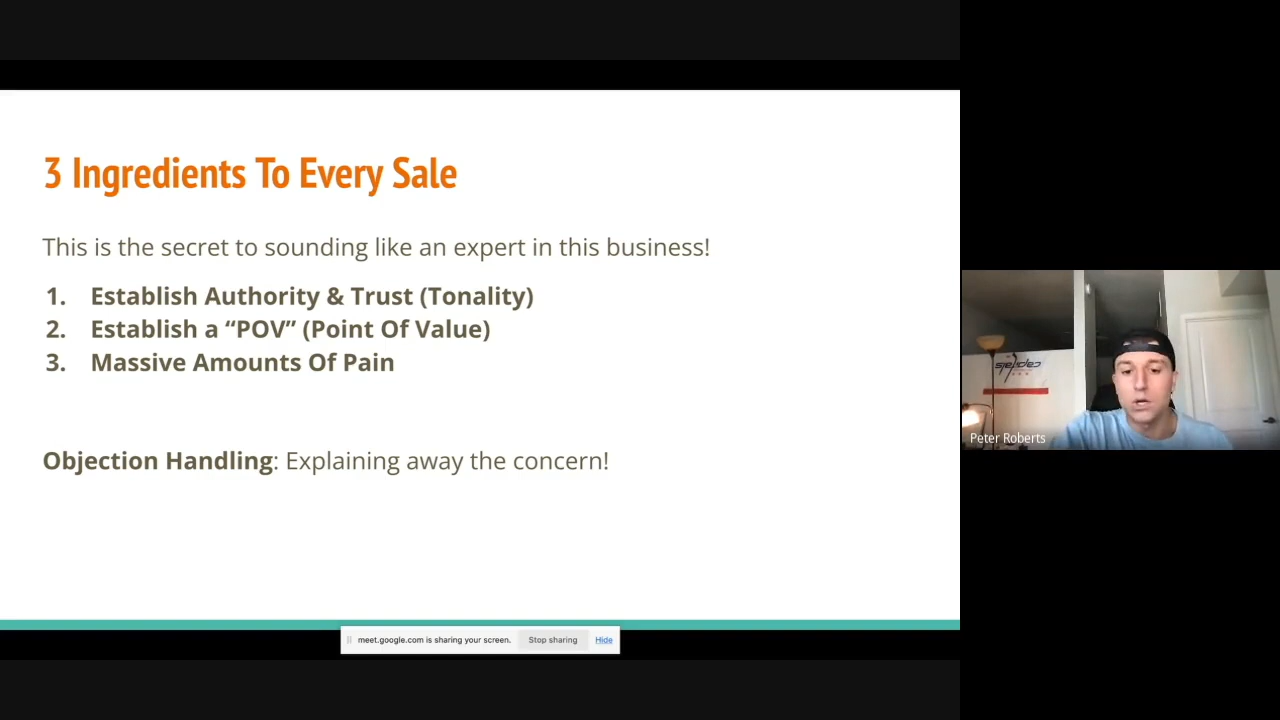 3 Ingredients To Every Sale
This is the secret to sounding like an expert in this business!
1. Establish Authority & Trust (Tonality)
2. Establish a “POV” (Point Of Value)
3. Massive Amounts Of Pain
Objection Handling: Explaining away the concern!
Peter Roberts
meet.google.com is sharing your screen. Stop sharing Hide